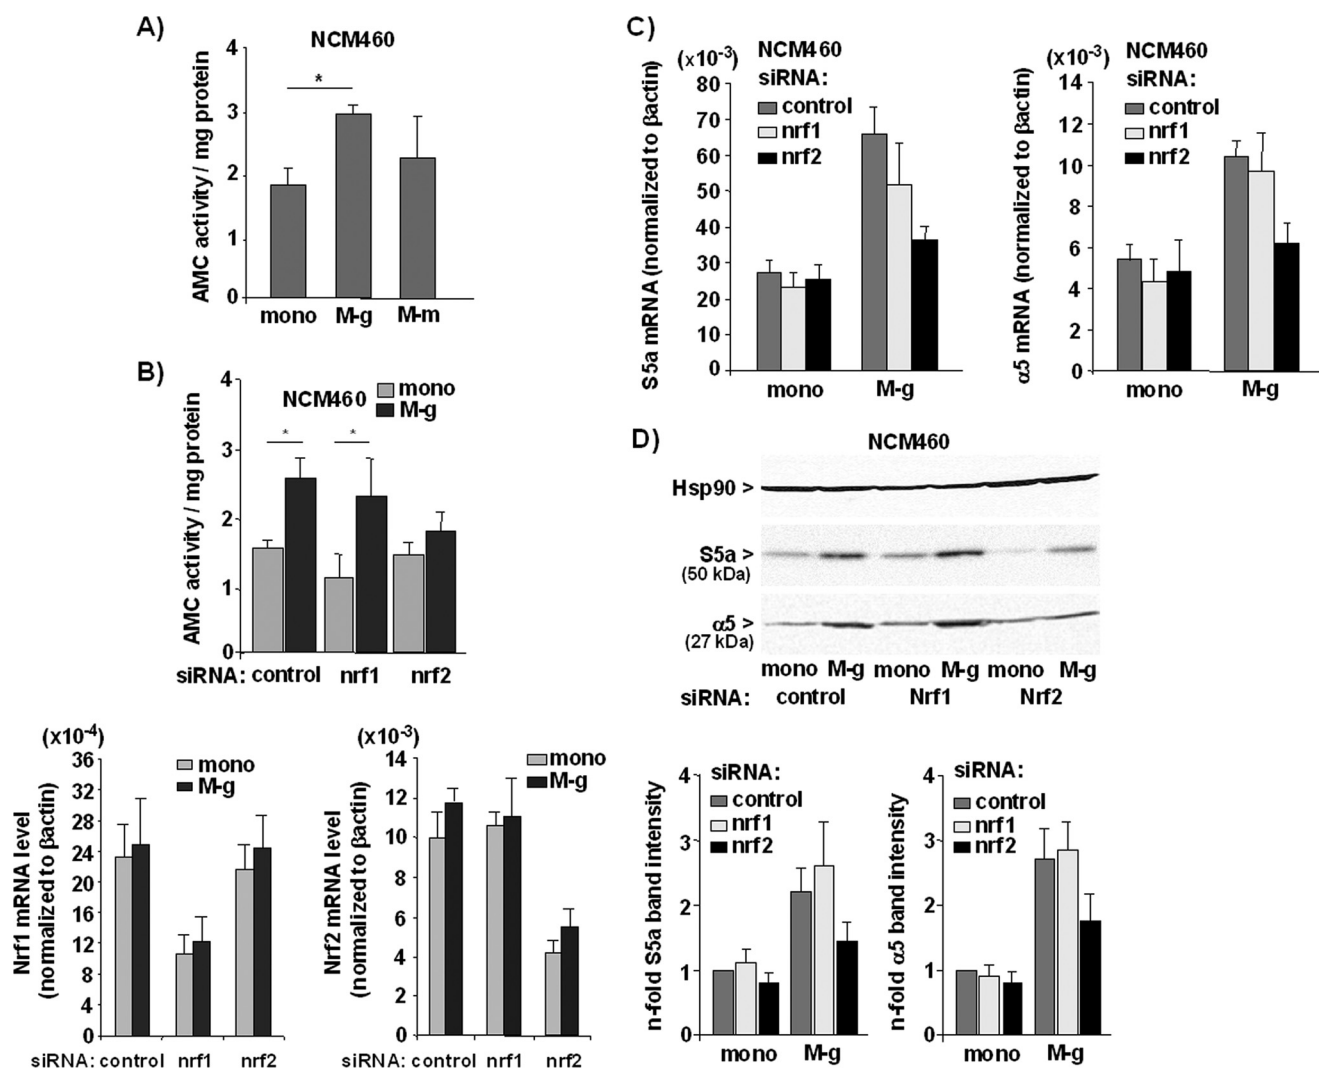 A)
NCM460
AMC activity / mg protein
4
3
2
1
0
*
mono M-g M-m
B)
NCM460
mono
M-g
AMC activity / mg protein
4
3
2
1
0
* *
siRNA: control nrf1 nrf2
(x10-4)
mono
M-g
Nrf1 mRNA level
(normalized to βactin)
36
32
28
24
20
16
12
8
4
0
siRNA: control nrf1 nrf2
(x10-3)
mono
M-g
Nrf2 mRNA level
(normalized to βactin)
14
12
10
8
6
4
2
0
siRNA: control nrf1 nrf2
C)
(x10-3)
NCM460
siRNA:
control
nrf1
nrf2
S5a mRNA (normalized to βactin)
80
70
60
50
40
30
20
10
0
mono M-g
(x10-3)
NCM460
siRNA:
control
nrf1
nrf2
α5 mRNA (normalized to βactin)
14
12
10
8
6
4
2
0
mono M-g
D)
NCM460
Hsp90 >
S5a >
(50 kDa)
α5 >
(27 kDa)
mono M-g mono M-g mono M-g
siRNA: control Nrf1 Nrf2
siRNA:
control
nrf1
nrf2
n-fold S5a band intensity
4
3
2
1
0
mono M-g
siRNA:
control
nrf1
nrf2
n-fold α5 band intensity
4
3
2
1
0
mono M-g